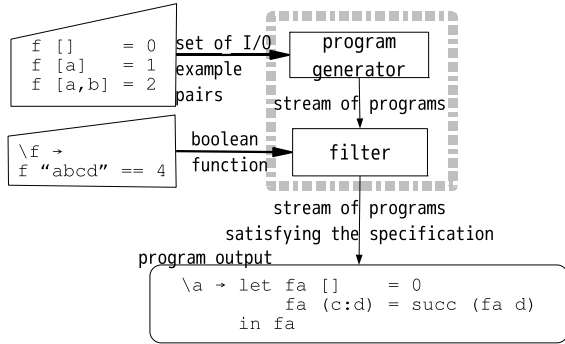 f []     = 0
f [a]    = 1
f [a,b] = 2
set of I/O
example
pairs
program
generator
stream of programs
\f →
f “abcd” == 4
boolean
function
filter
stream of programs
satisfying the specification
program output
\a → let fa []     = 0
fa (c:d) = succ (fa d)
in fa